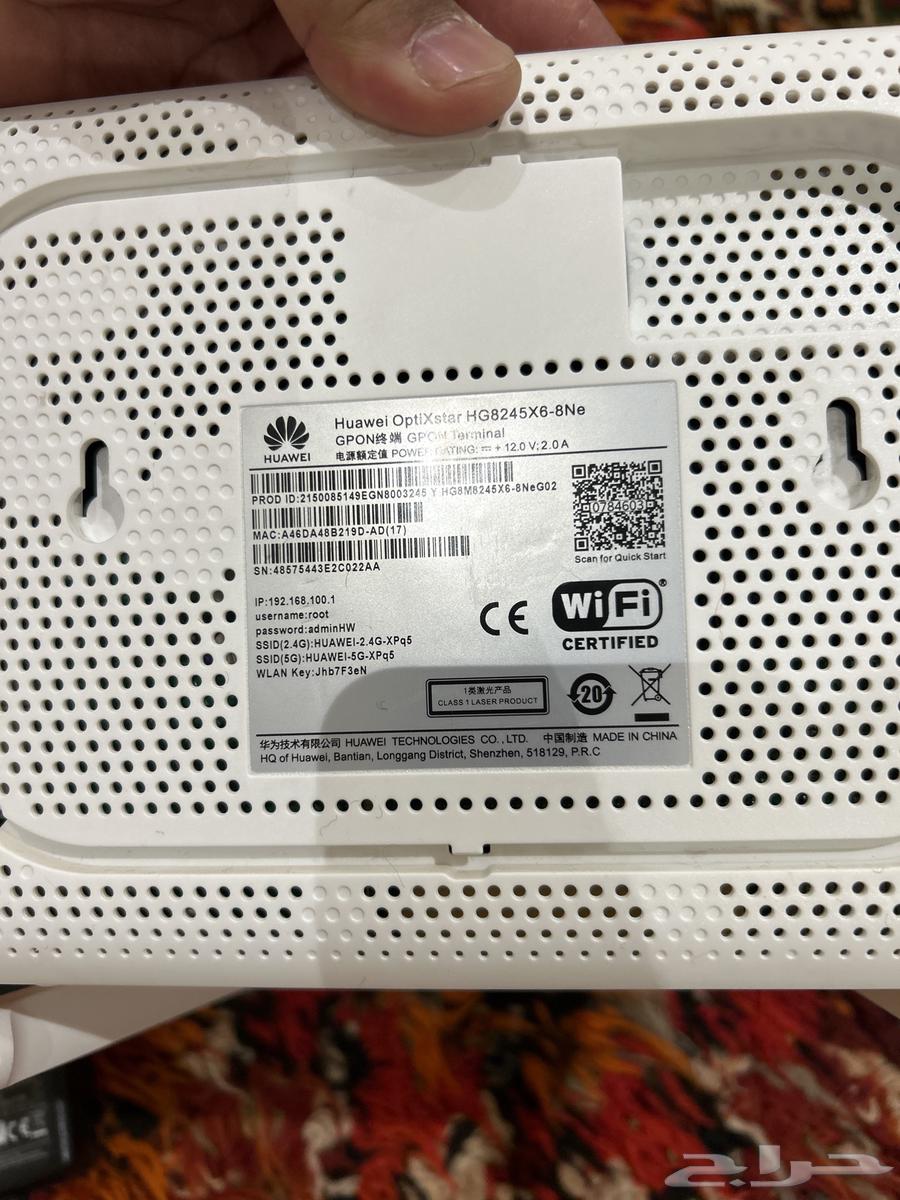 Huawei OptiXstar HG8245X6-8Ne
GPON终端 GPON Terminal
电源额定值 POWER RATING: ⎓ + 12.0 V; 2.0 A
HUAWEI
PROD ID:2150085149EGN8003245 Y HG8M8245X6-8NeG02
MAC:A46DA48B219D-AD(17)
SN:48575443E2C022AA
0784603
Scan for Quick Start
IP:192.168.100.1
username:root
password:adminHW
SSID(2.4G):HUAWEI-2.4G-XPq5
SSID(5G):HUAWEI-5G-XPq5
WLAN Key:Jhb7F3eN
CE
Wi Fi ®
CERTIFIED
1类激光产品
CLASS 1 LASER PRODUCT
20
华为技术有限公司 HUAWEI TECHNOLOGIES CO., LTD. 中国制造 MADE IN CHINA
HQ of Huawei, Bantian, Longgang District, Shenzhen, 518129, P.R.C
حراج